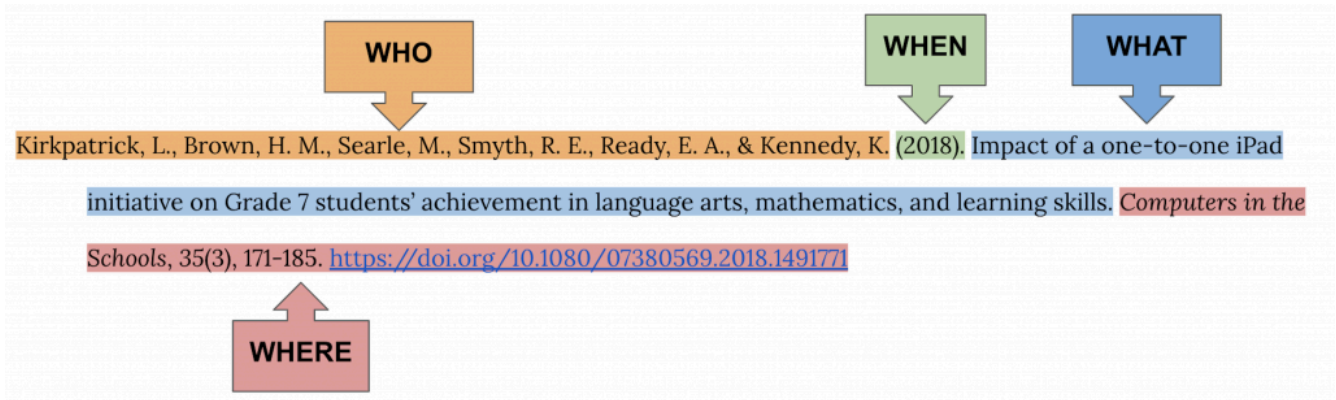 WHO
WHEN
WHAT
Kirkpatrick, L., Brown, H. M., Searle, M., Smyth, R. E., Ready, E. A., & Kennedy, K. (2018). Impact of a one-to-one iPad
initiative on Grade 7 students’ achievement in language arts, mathematics, and learning skills. Computers in the
Schools, 35(3), 171-185. https://doi.org/10.1080/07380569.2018.1491771
WHERE